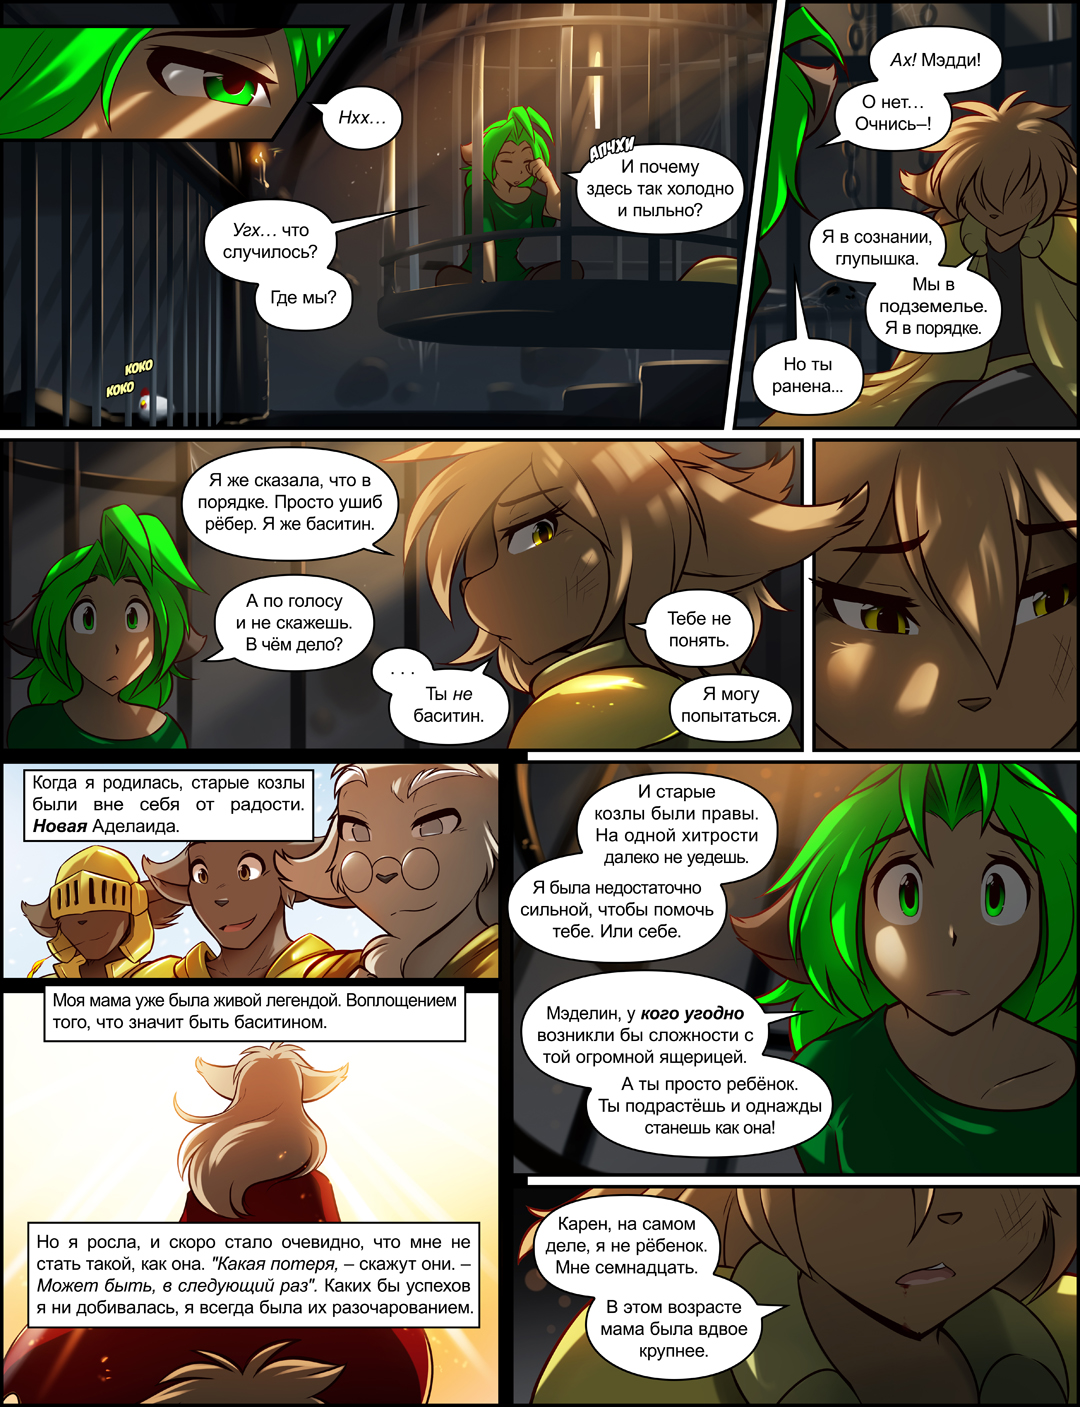 Нхх...
АПЧХИ
И почему
здесь так холодно
и пыльно?
Угх... что
случилось?
Где мы?
КОКО
КОКО
Ах! Мэдди!
О нет...
Очнись–!
Я в сознании,
глупышка.
Мы в
подземелье.
Я в порядке.
Но ты
ранена...
Я же сказала, что в
порядке. Просто ушиб
рёбер. Я же баситин.
А по голосу
и не скажешь.
В чём дело?
. . .
Ты не
баситин.
Тебе не
понять.
Я могу
попытаться.
Когда я родилась, старые козлы
были вне себя от радости.
Новая Аделаида.
Моя мама уже была живой легендой. Воплощением
того, что значит быть баситином.
Но я росла, и скоро стало очевидно, что мне не
стать такой, как она. "Какая потеря, – скажут они. –
Может быть, в следующий раз". Каких бы успехов
я ни добивалась, я всегда была их разочарованием.
И старые
козлы были правы.
На одной хитрости
далеко не уедешь.
Я была недостаточно
сильной, чтобы помочь
тебе. Или себе.
Мэделин, у кого угодно
возникли бы сложности с
той огромной ящерицей.
А ты просто ребёнок.
Ты подрастёшь и однажды
станешь как она!
Карен, на самом
деле, я не рёбенок.
Мне семнадцать.
В этом возрасте
мама была вдвое
крупнее.